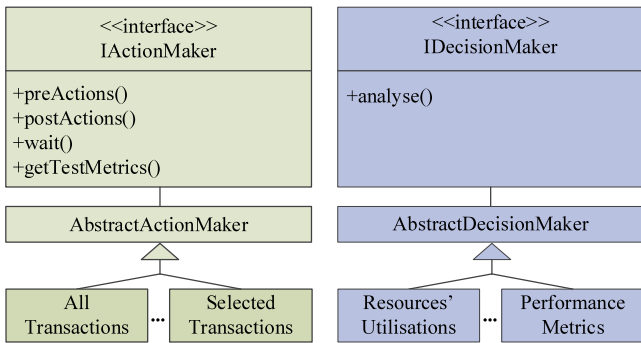 <<interface>>
IActionMaker
+preActions()
+postActions()
+wait()
+getTestMetrics()
AbstractActionMaker
All
Transactions
...
Selected
Transactions
<<interface>>
IDecisionMaker
+analyse()
AbstractDecisionMaker
Resources’
Utilisations
...
Performance
Metrics